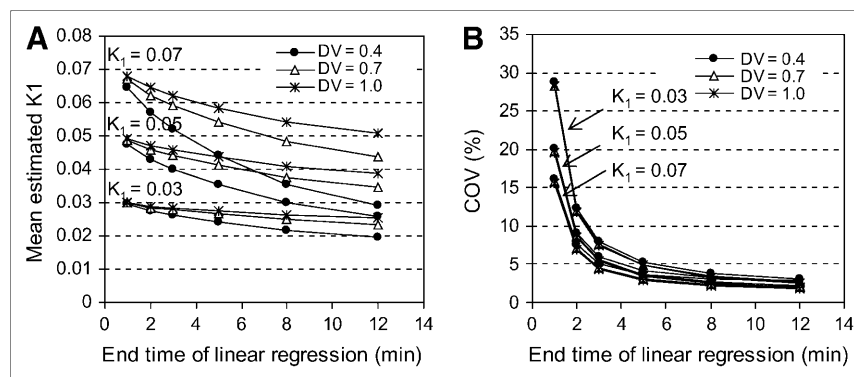 A
0.08
0.07
0.06
0.05
0.04
0.03
0.02
0.01
0
Mean estimated K1
K₁ = 0.07
K₁ = 0.05
K₁ = 0.03
DV = 0.4
DV = 0.7
DV = 1.0
0 2 4 6 8 10 12 14
End time of linear regression (min)
B
35
30
25
20
15
10
5
0
COV (%)
DV = 0.4
DV = 0.7
DV = 1.0
K₁ = 0.03
K₁ = 0.05
K₁ = 0.07
0 2 4 6 8 10 12 14
End time of linear regression (min)